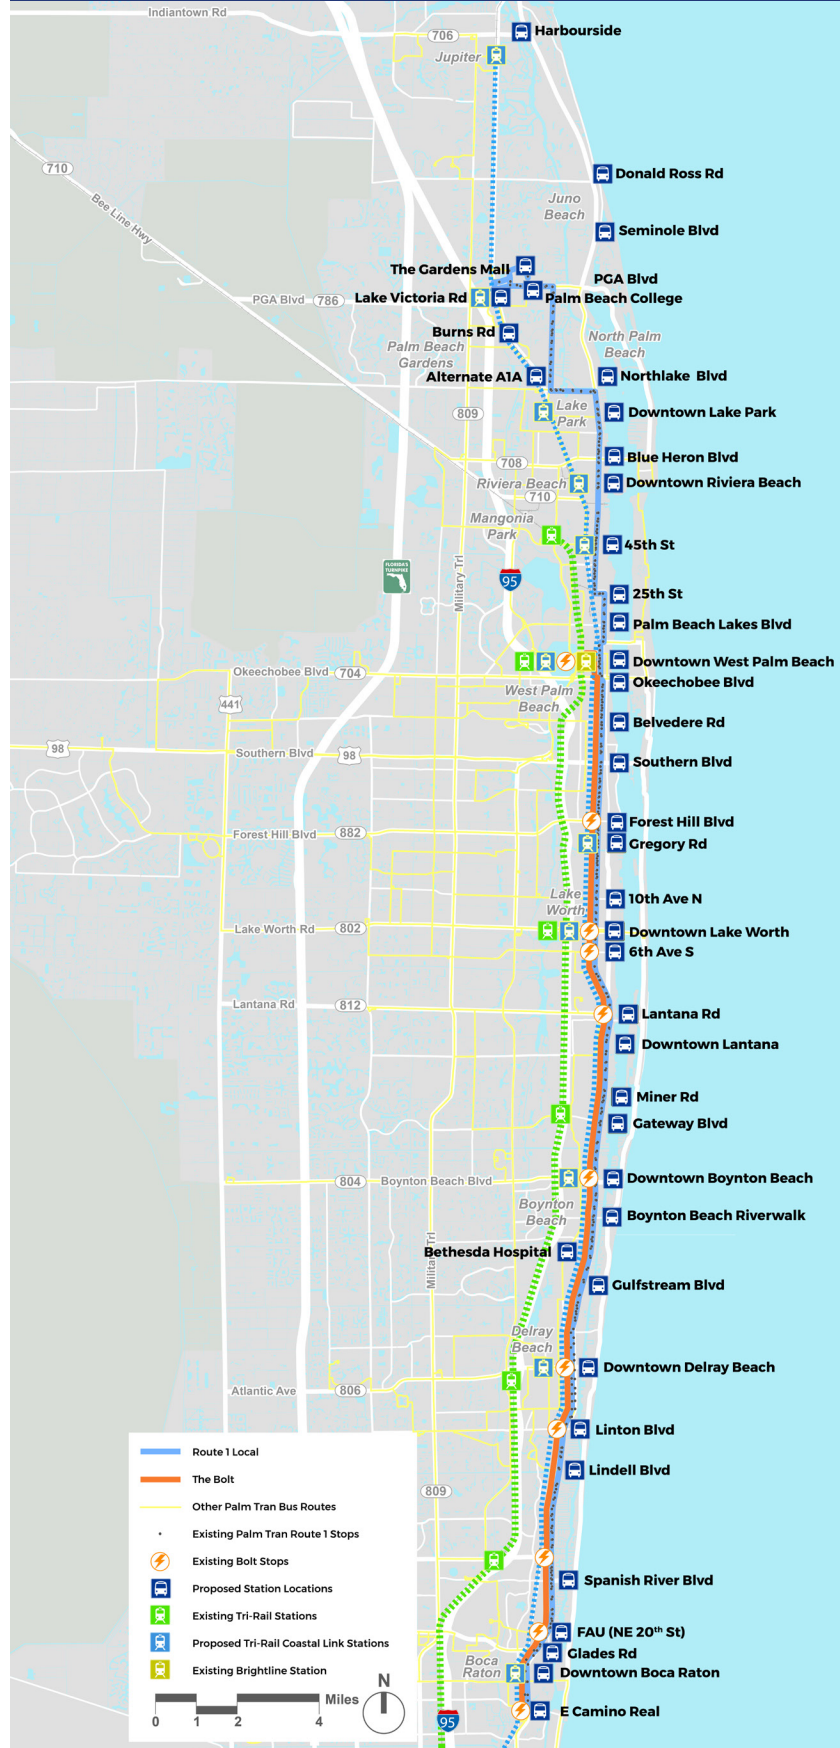 Indiantown Rd
706
Harbourside
Jupiter
710
Bee Line Hwy
Donald Ross Rd
Juno
Beach
Seminole Blvd
The Gardens Mall
PGA Blvd
PGA Blvd
786
Lake Victoria Rd
Palm Beach College
Burns Rd
North Palm
Beach
Palm Beach
Gardens
Alternate A1A
Northlake Blvd
809
Lake
Park
Downtown Lake Park
708
Blue Heron Blvd
Riviera Beach
Downtown Riviera Beach
710
Mangonia
Park
45th St
FLORIDA'S
TURNPIKE
Military Trl
95
25th St
Palm Beach Lakes Blvd
Downtown West Palm Beach
Okeechobee Blvd
704
Okeechobee Blvd
West Palm
Beach
441
Belvedere Rd
98
Southern Blvd
98
Southern Blvd
Forest Hill Blvd
882
Forest Hill Blvd
Gregory Rd
Lake
Worth
10th Ave N
Lake Worth Rd
802
Downtown Lake Worth
6th Ave S
Lantana Rd
812
Lantana Rd
Downtown Lantana
Miner Rd
Gateway Blvd
804
Boynton Beach Blvd
Downtown Boynton Beach
Boynton
Beach
Boynton Beach Riverwalk
Military Trl
Bethesda Hospital
Gulfstream Blvd
Delray
Beach
Downtown Delray Beach
Atlantic Ave
806
Linton Blvd
Lindell Blvd
809
Spanish River Blvd
FAU (NE 20th St)
Glades Rd
Boca
Raton
Downtown Boca Raton
E Camino Real
95
Route 1 Local
The Bolt
Other Palm Tran Bus Routes
Existing Palm Tran Route 1 Stops
Existing Bolt Stops
Proposed Station Locations
Existing Tri-Rail Stations
Proposed Tri-Rail Coastal Link Stations
Existing Brightline Station
N
Miles
0
1
2
4